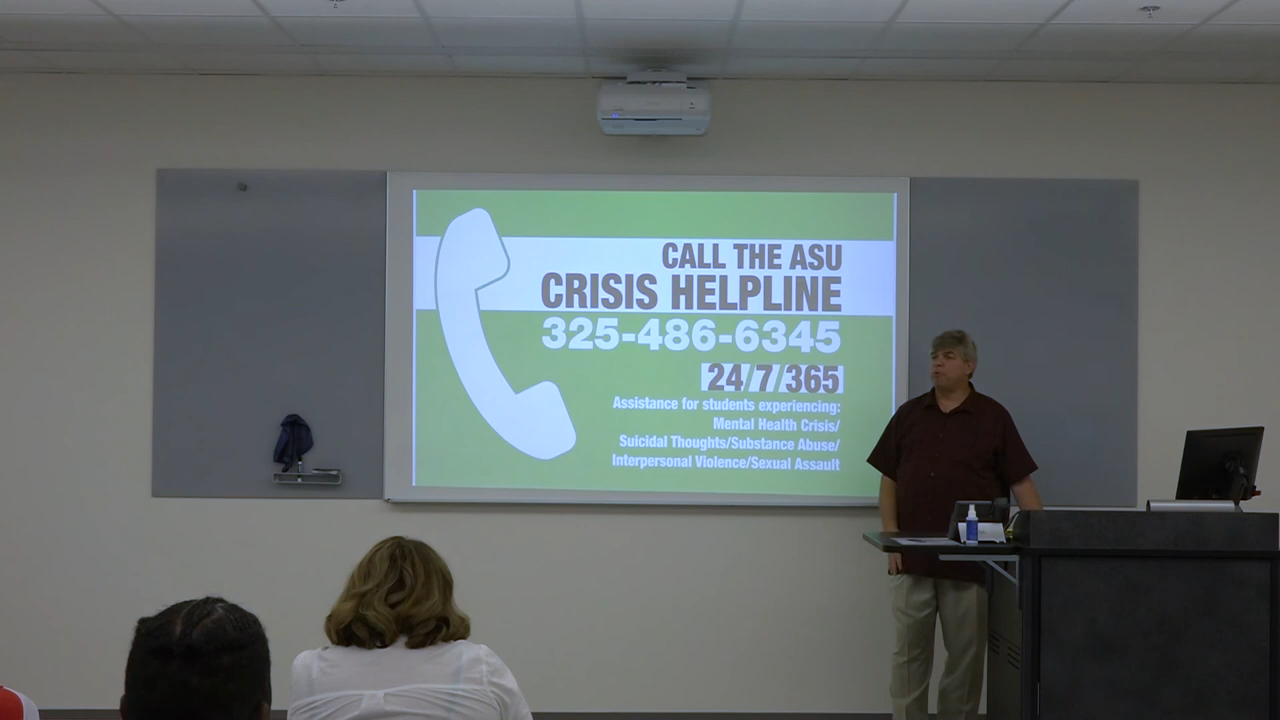 CALL THE ASU
CRISIS HELPLINE
325-486-6345
24/7/365
Assistance for students experiencing:
Mental Health Crisis/
Suicidal Thoughts/Substance Abuse/
Interpersonal Violence/Sexual Assault